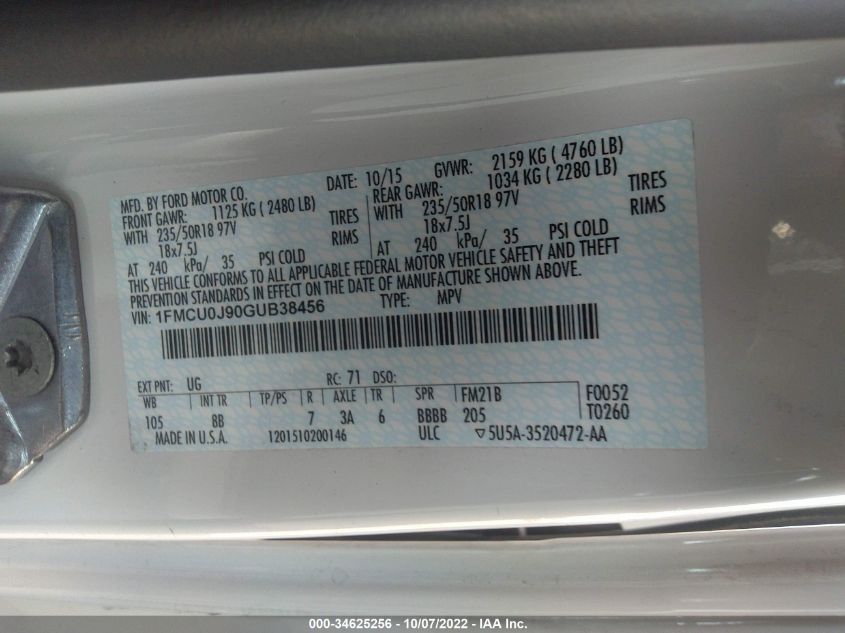 MFD. BY FORD MOTOR CO.
DATE: 10/15
GVWR: 2159 KG ( 4760 LB)
FRONT GAWR: 1125 KG ( 2480 LB)
REAR GAWR: 1034 KG ( 2280 LB)
WITH 235/50R18 97V TIRES
WITH 235/50R18 97V TIRES
18x7.5J RIMS
18x7.5J RIMS
AT 240 kPa/ 35 PSI COLD
AT 240 kPa/ 35 PSI COLD
THIS VEHICLE CONFORMS TO ALL APPLICABLE FEDERAL MOTOR VEHICLE SAFETY AND THEFT
PREVENTION STANDARDS IN EFFECT ON THE DATE OF MANUFACTURE SHOWN ABOVE.
VIN: 1FMCU0J90GUB38456
TYPE: MPV
EXT PNT: UG RC: 71 DSO:
WB INT TR TP/PS R AXLE TR SPR FM21B F0052
105 8B 7 3A 6 BBBB 205 T0260
MADE IN U.S.A. 1201510200146 ULC ▽5U5A-3520472-AA
000-34625256 - 10/07/2022 - IAA Inc.